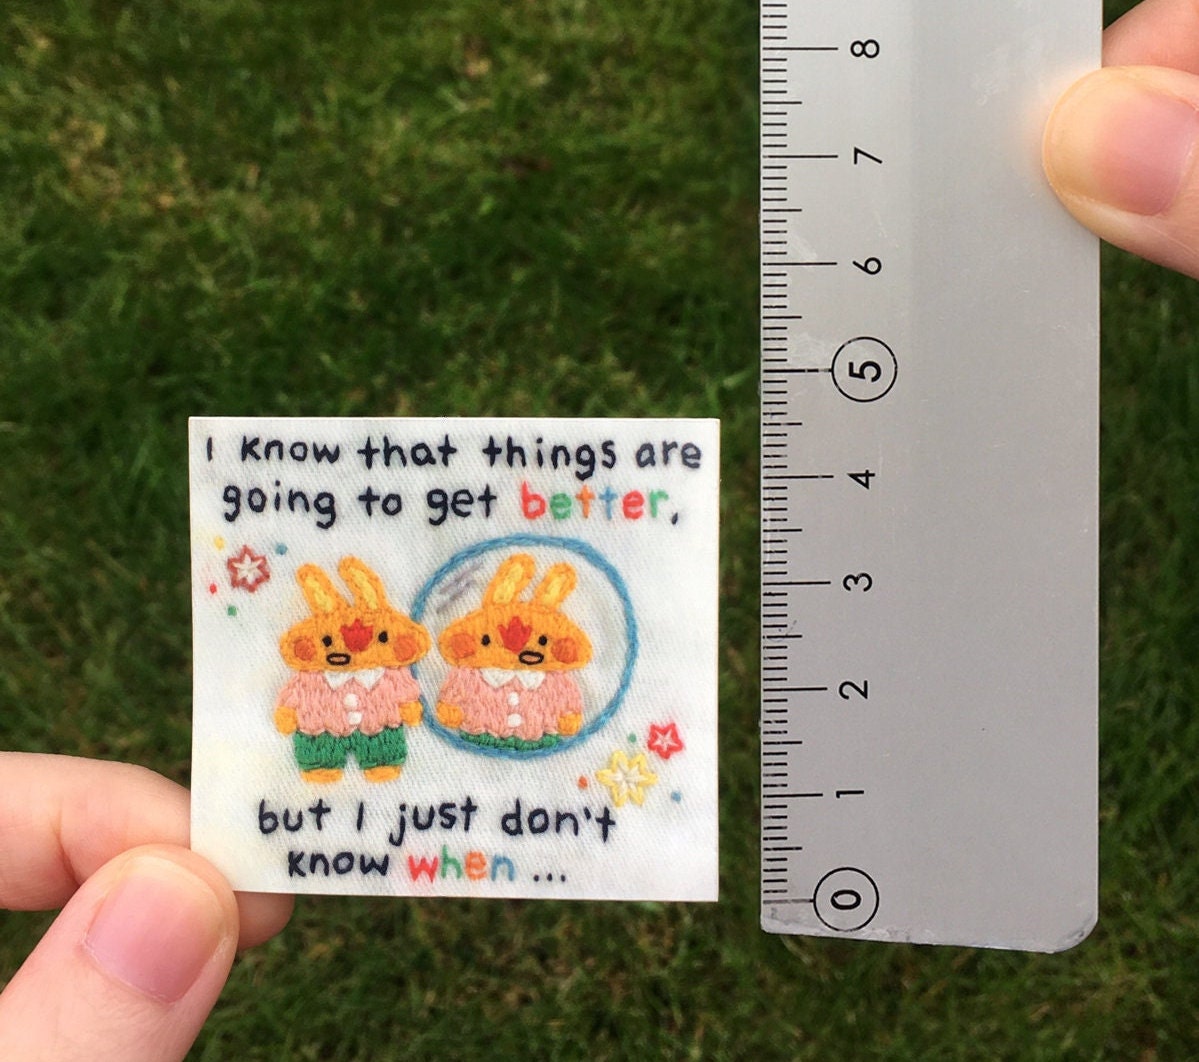 I know that things are
going to get better,
but I just don't
know when ...
8
7
6
5
4
3
2
1
0